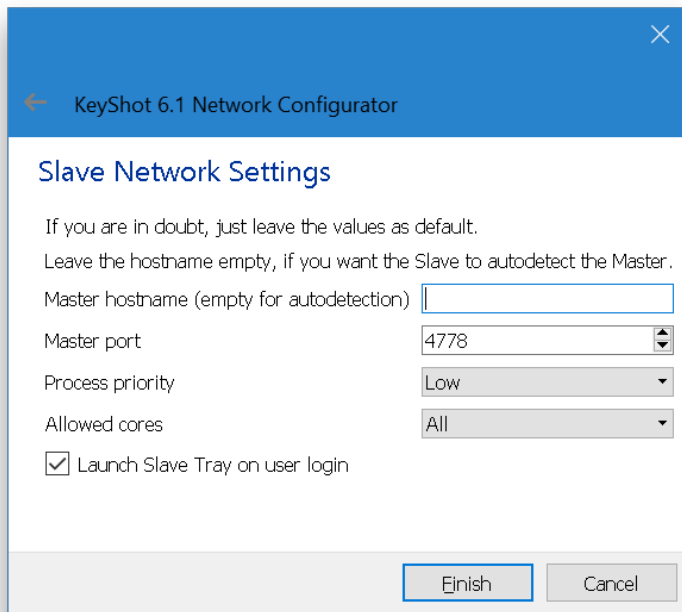 KeyShot 6.1 Network Configurator
Slave Network Settings
If you are in doubt, just leave the values as default.
Leave the hostname empty, if you want the Slave to autodetect the Master.
Master hostname (empty for autodetection)
Master port 4778
Process priority Low
Allowed cores All
Launch Slave Tray on user login
Finish Cancel